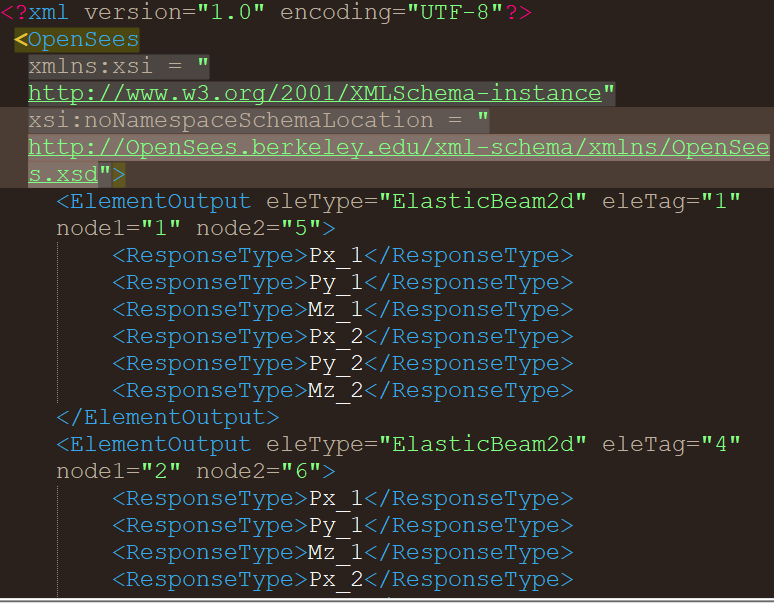 <?xml version="1.0" encoding="UTF-8"?>
<OpenSees
xmlns:xsi = "
http://www.w3.org/2001/XMLSchema-instance"
xsi:noNamespaceSchemaLocation = "
http://OpenSees.berkeley.edu/xml-schema/xmlns/OpenSee
s.xsd">
<ElementOutput eleType="ElasticBeam2d" eleTag="1"
node1="1" node2="5">
<ResponseType>Px_1</ResponseType>
<ResponseType>Py_1</ResponseType>
<ResponseType>Mz_1</ResponseType>
<ResponseType>Px_2</ResponseType>
<ResponseType>Py_2</ResponseType>
<ResponseType>Mz_2</ResponseType>
</ElementOutput>
<ElementOutput eleType="ElasticBeam2d" eleTag="4"
node1="2" node2="6">
<ResponseType>Px_1</ResponseType>
<ResponseType>Py_1</ResponseType>
<ResponseType>Mz_1</ResponseType>
<ResponseType>Px_2</ResponseType>